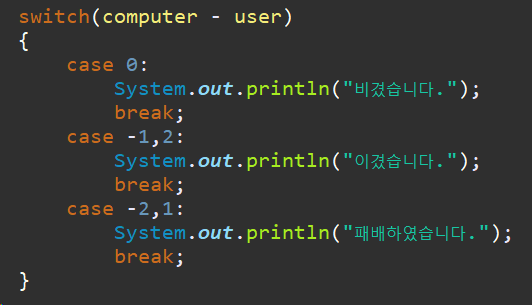 switch(computer - user)
{
    case 0:
        System.out.println("비겼습니다.");
        break;
    case -1,2:
        System.out.println("이겼습니다.");
        break;
    case -2,1:
        System.out.println("패배하였습니다.");
        break;
}